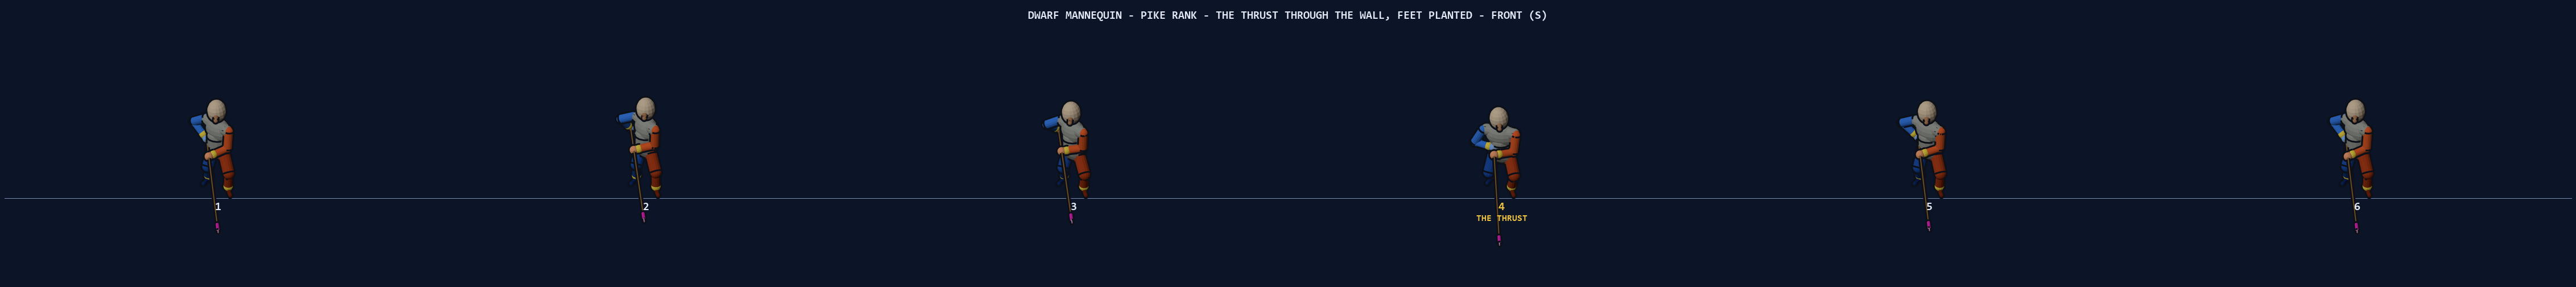 DWARF MANNEQUIN - PIKE RANK - THE THRUST THROUGH THE WALL, FEET PLANTED - FRONT (S)
1 2 3 4 5 6
THE THRUST